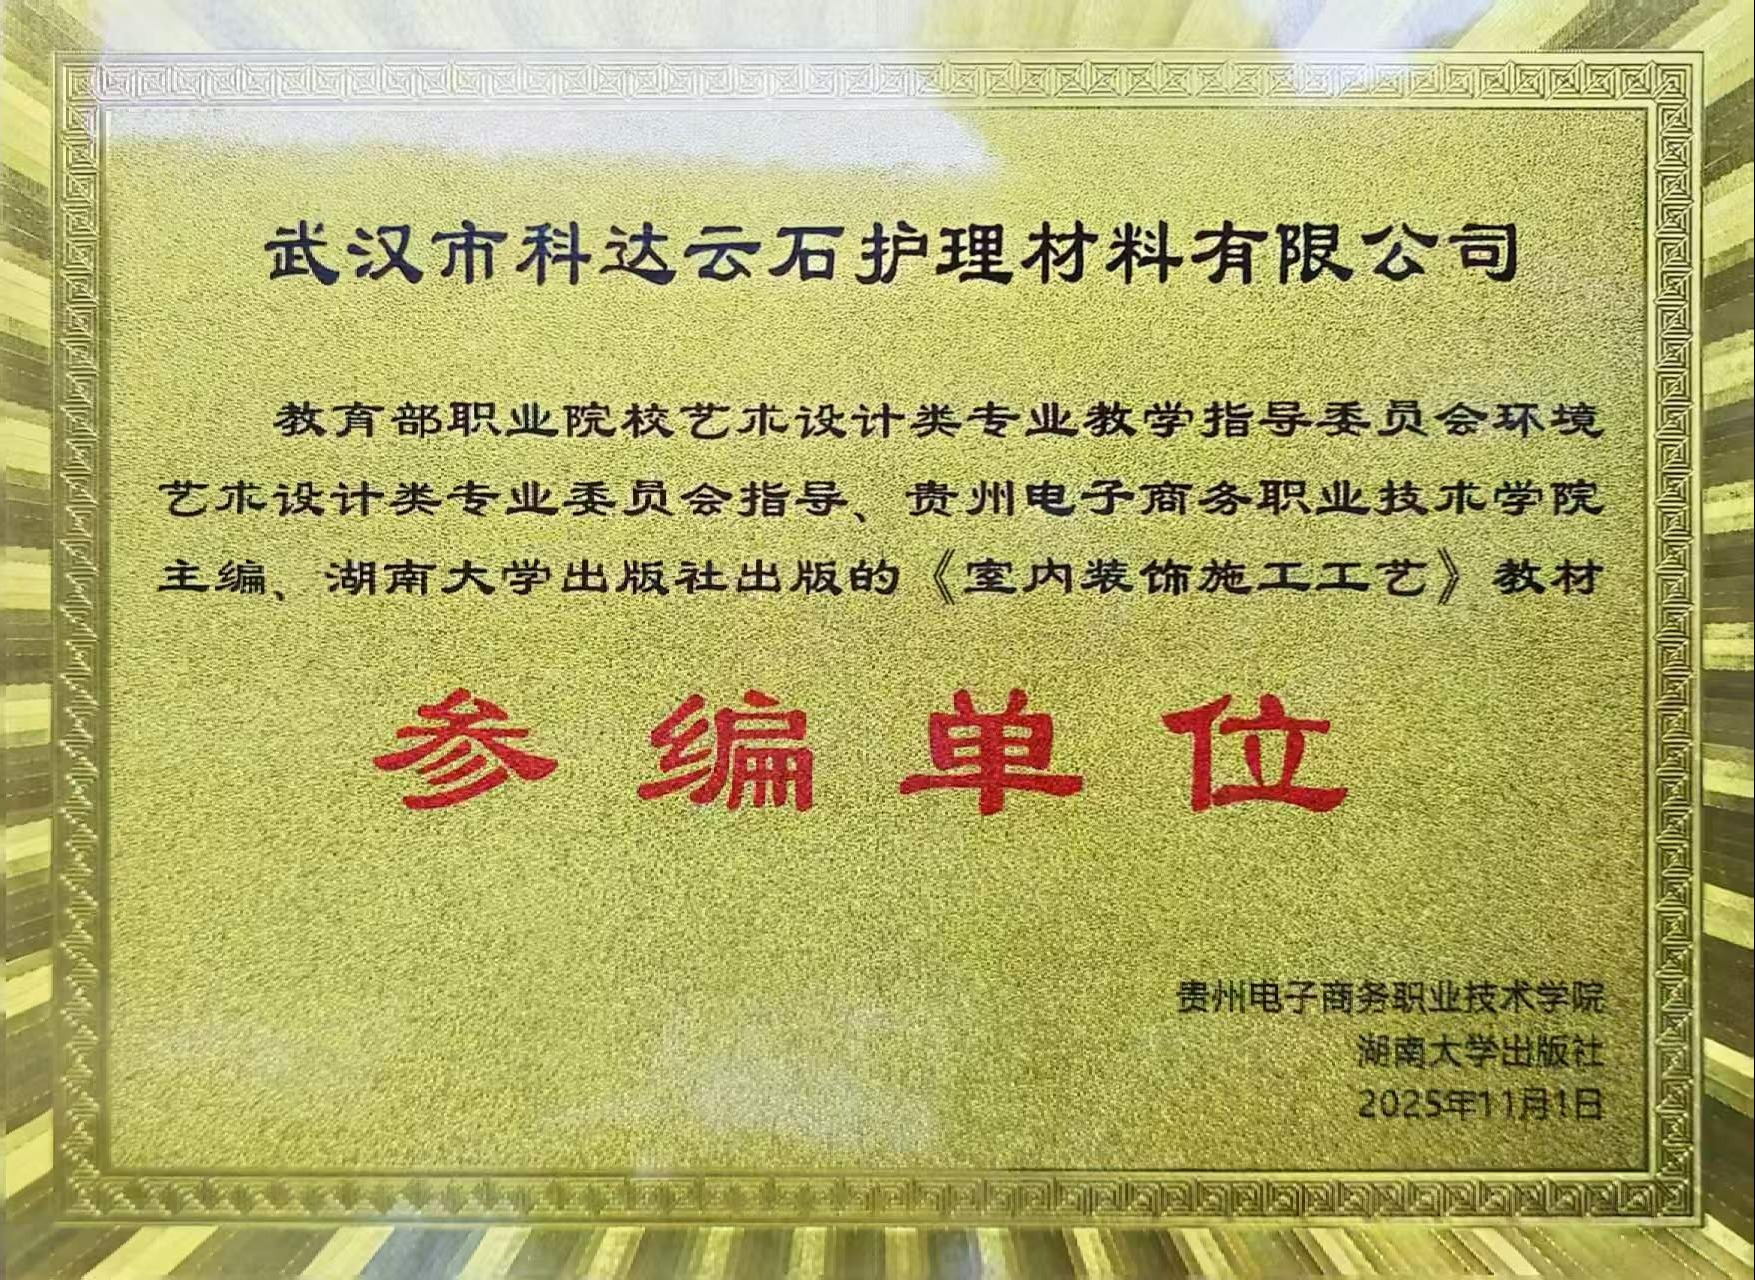 武汉市科达云石护理材料有限公司
教育部职业院校艺术设计类专业教学指导委员会环境
艺术设计类专业委员会指导、贵州电子商务职业技术学院
主编、湖南大学出版社出版的《室内装饰施工工艺》教材
参编单位
贵州电子商务职业技术学院
湖南大学出版社
2025年11月1日